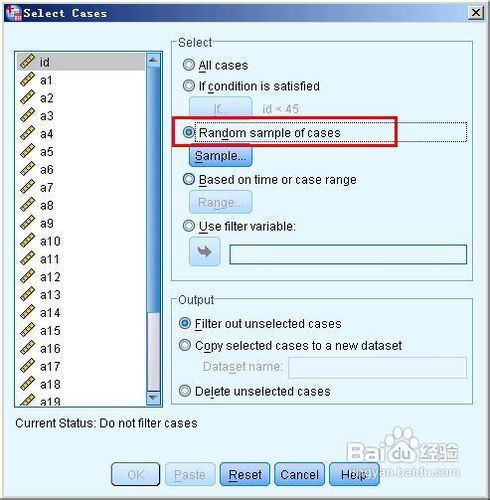 Select Cases
id
a1
a2
a3
a4
a5
a6
a7
a8
a9
a10
a11
a12
a13
a14
a15
a16
a17
a18
a19
Select
All cases
If condition is satisfied
If... id < 45
Random sample of cases
Sample...
Based on time or case range
Range...
Use filter variable:
Output
Filter out unselected cases
Copy selected cases to a new dataset
Dataset name:
Delete unselected cases
Current Status: Do not filter cases
OK Paste Reset Cancel Help
Baidu 经验
jingyan.baidu.com